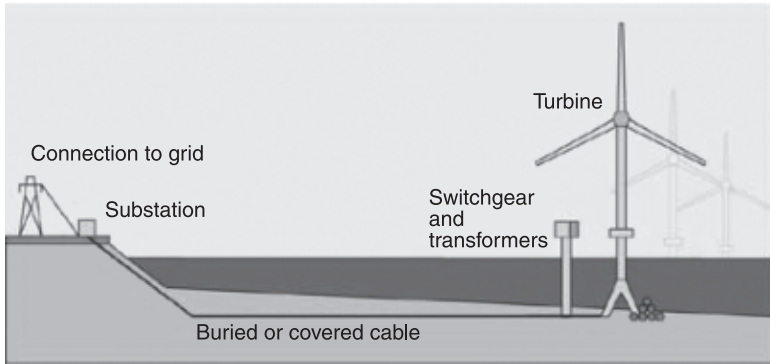 Turbine
Connection to grid
Substation
Switchgear
and
transformers
Buried or covered cable